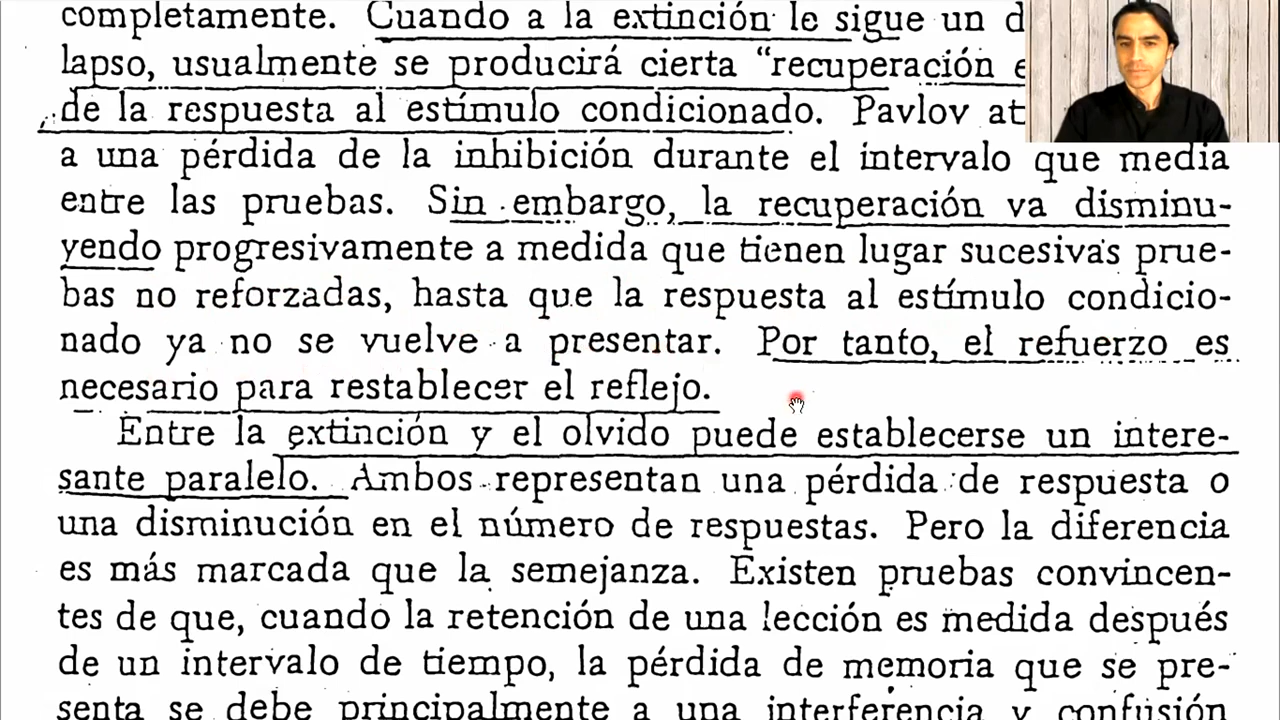 completamente. Cuando a la extinción le sigue un
lapso, usualmente se producirá cierta “recuperación
de la respuesta al estímulo condicionado. Pavlov
a una pérdida de la inhibición durante el intervalo que media
entre las pruebas. Sin embargo, la recuperación va disminu-
yendo progresivamente a medida que tienen lugar sucesivas prue-
bas no reforzadas, hasta que la respuesta al estímulo condicio-
nado ya no se vuelve a presentar. Por tanto, el refuerzo es
necesario para restablecer el reflejo.
Entre la extinción y el olvido puede establecerse un intere-
sante paralelo. Ambos representan una pérdida de respuesta o
una disminución en el número de respuestas. Pero la diferencia
es más marcada que la semejanza. Existen pruebas convincen-
tes de que, cuando la retención de una lección es medida después
de un intervalo de tiempo, la pérdida de memoria que se pre-
senta se debe principalmente a una interferencia y confusión